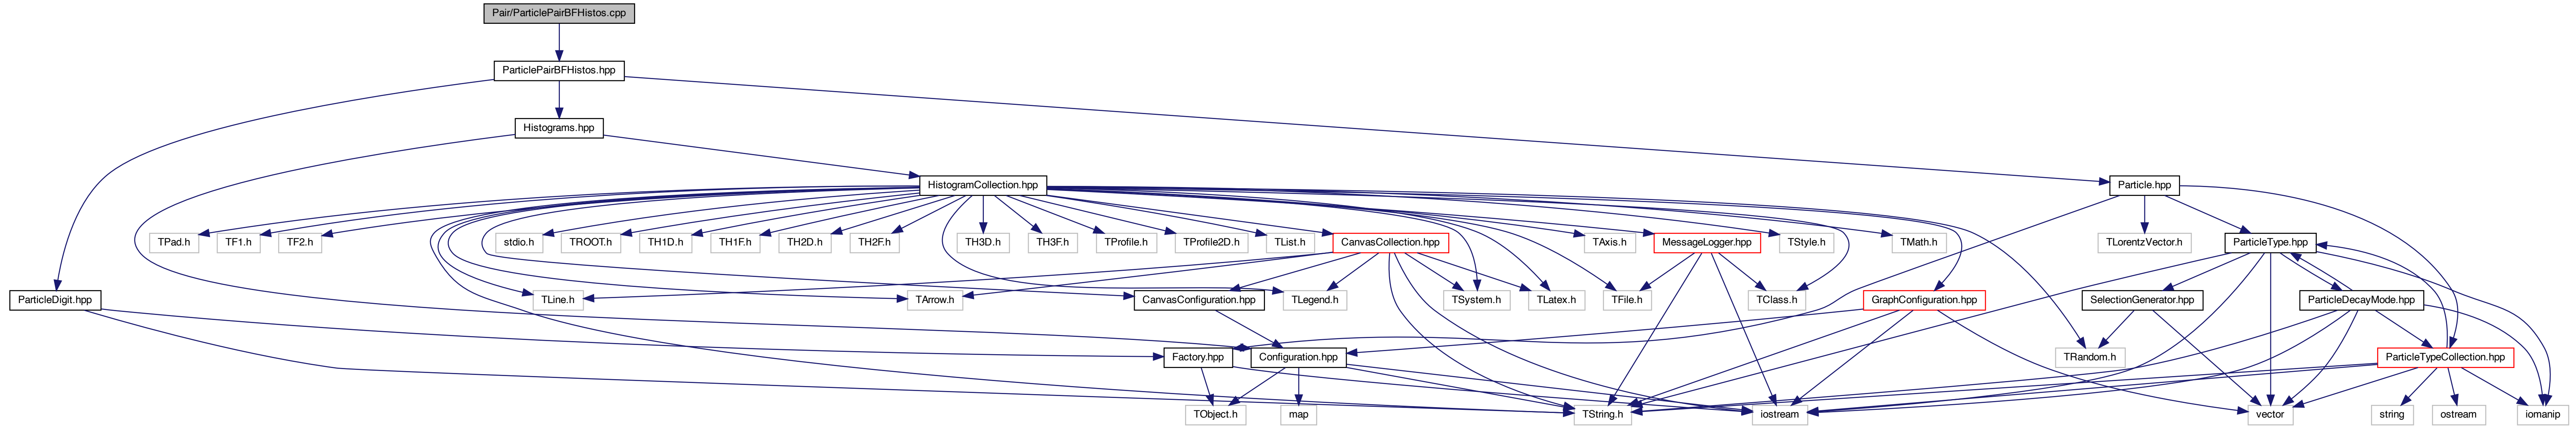 Pair/ParticlePairBFHistos.cpp
ParticlePairBFHistos.hpp
Histograms.hpp
HistogramCollection.hpp
Particle.hpp
TPad.h
TF1.h
TF2.h
stdio.h
TROOT.h
TH1D.h
TH1F.h
TH2D.h
TH2F.h
TH3D.h
TH3F.h
TProfile.h
TProfile2D.h
TList.h
CanvasCollection.hpp
TAxis.h
MessageLogger.hpp
TStyle.h
TMath.h
TLorentzVector.h
ParticleType.hpp
ParticleDigit.hpp
TLine.h
TArrow.h
CanvasConfiguration.hpp
TLegend.h
TSystem.h
TLatex.h
TFile.h
TClass.h
GraphConfiguration.hpp
SelectionGenerator.hpp
ParticleDecayMode.hpp
Factory.hpp
Configuration.hpp
TRandom.h
ParticleTypeCollection.hpp
TObject.h
map
TString.h
iostream
vector
string
ostream
iomanip